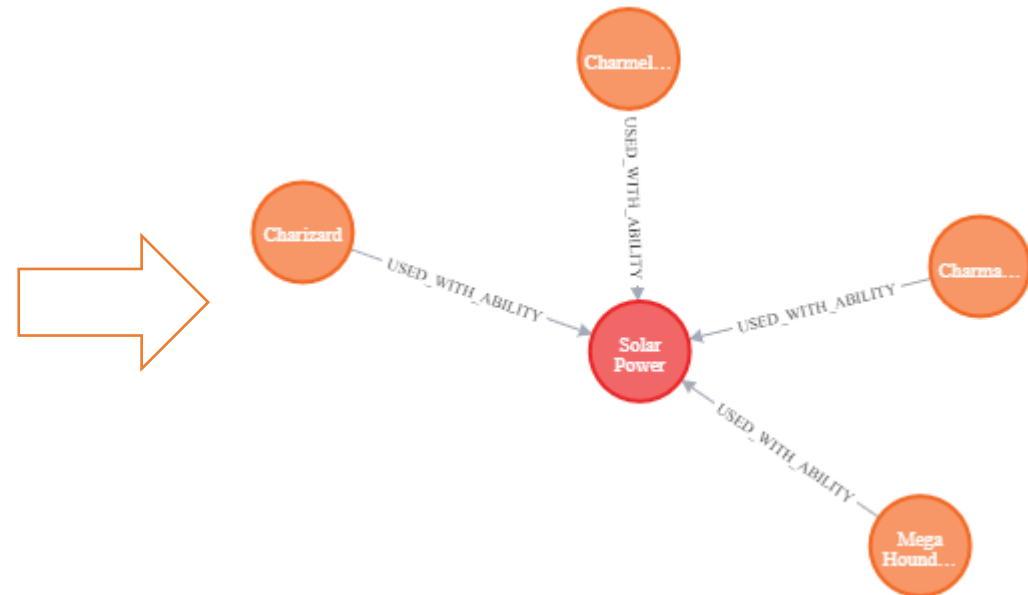 Charmel...
USED_WITH_ABILITY
Charizard
USED_WITH_ABILITY
Charma...
USED_WITH_ABILITY
Solar
Power
USED_WITH_ABILITY
Mega
Hound...